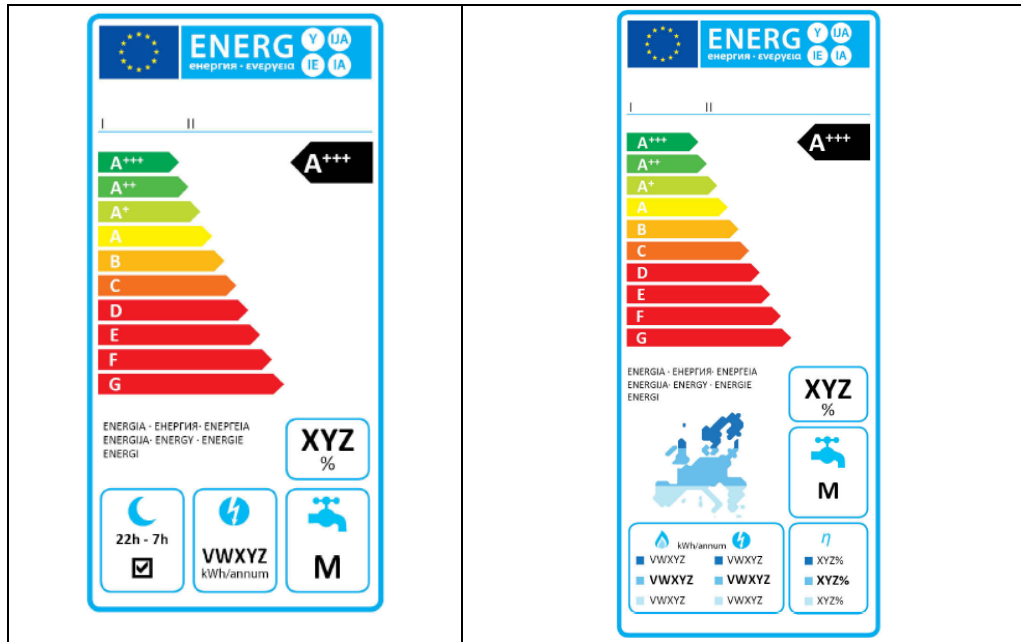 ENERG Y IJA
енергия · ενεργεια IE IA
I II
A+++ A+++
A++
A+
A
B
C
D
E
F
G
ENERGIA · ЕНЕРГИЯ· ΕΝΕΡΓΕΙΑ
ENERGIJA· ENERGY · ENERGIE
ENERGI
XYZ
%
22h - 7h
VWXYZ
kWh/annum
M
ENERG Y IJA
енергия · ενεργεια IE IA
I II
A+++ A+++
A++
A+
A
B
C
D
E
F
G
ENERGIA · ЕНЕРГИЯ· ΕΝΕΡΓΕΙΑ
ENERGIJA· ENERGY · ENERGIE
ENERGI
XYZ
%
M
kWh/annum η
VWXYZ VWXYZ XYZ%
VWXYZ VWXYZ XYZ%
VWXYZ VWXYZ XYZ%